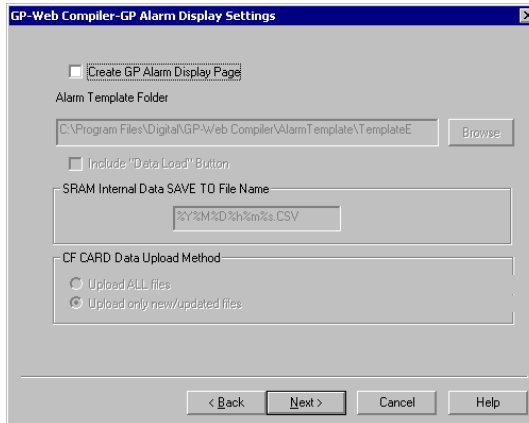 GP-Web Compiler-GP Alarm Display Settings
Create GP Alarm Display Page
Alarm Template Folder
C:\Program Files\Digital\GP-Web Compiler\AlarmTemplate\TemplateE
Browse
Include "Data Load" Button
SRAM Internal Data SAVE TO File Name
%Y%M%D%h%m%s.CSV
CF CARD Data Upload Method
Upload ALL files
Upload only new/updated files
< Back Next > Cancel Help